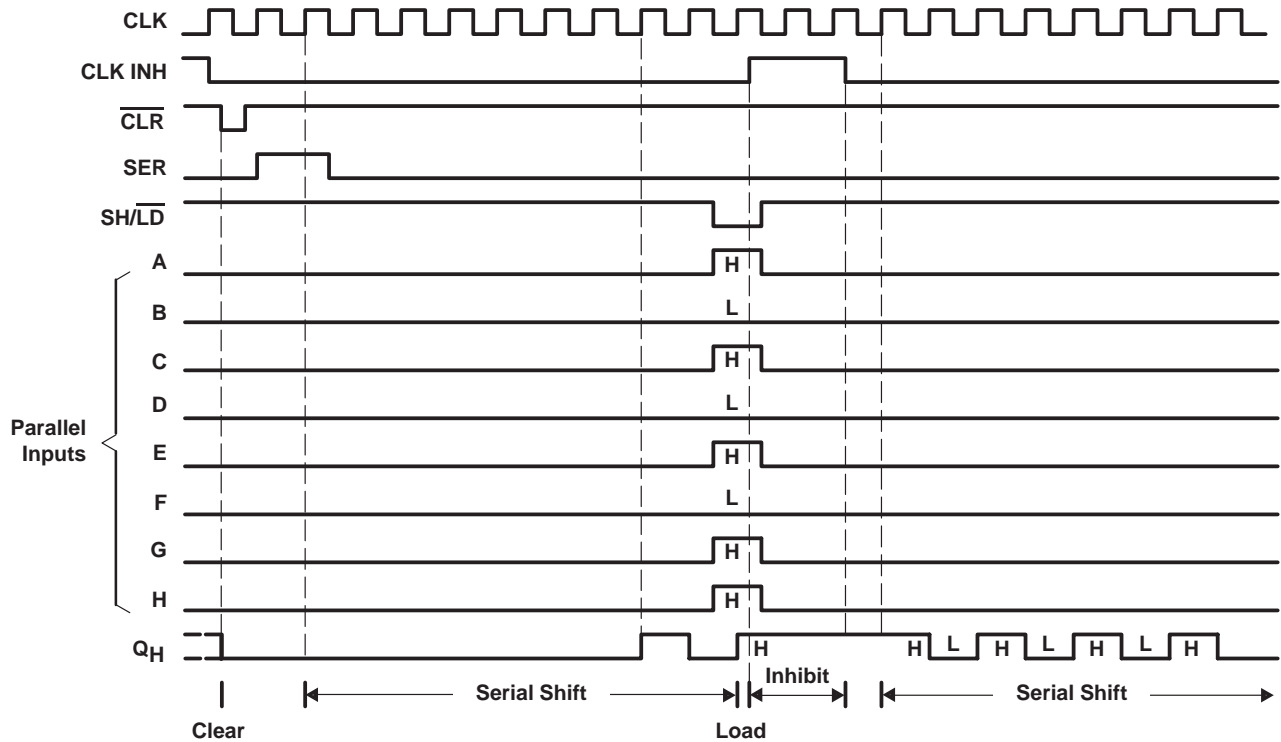 CLK
CLK INH
CLR
SER
SH/LD
A
H
B
L
C
H
D
L
Parallel
Inputs
E
H
F
L
G
H
H
H
QH
H
H
L
H
L
H
L
H
Inhibit
Serial Shift
Serial Shift
Clear
Load